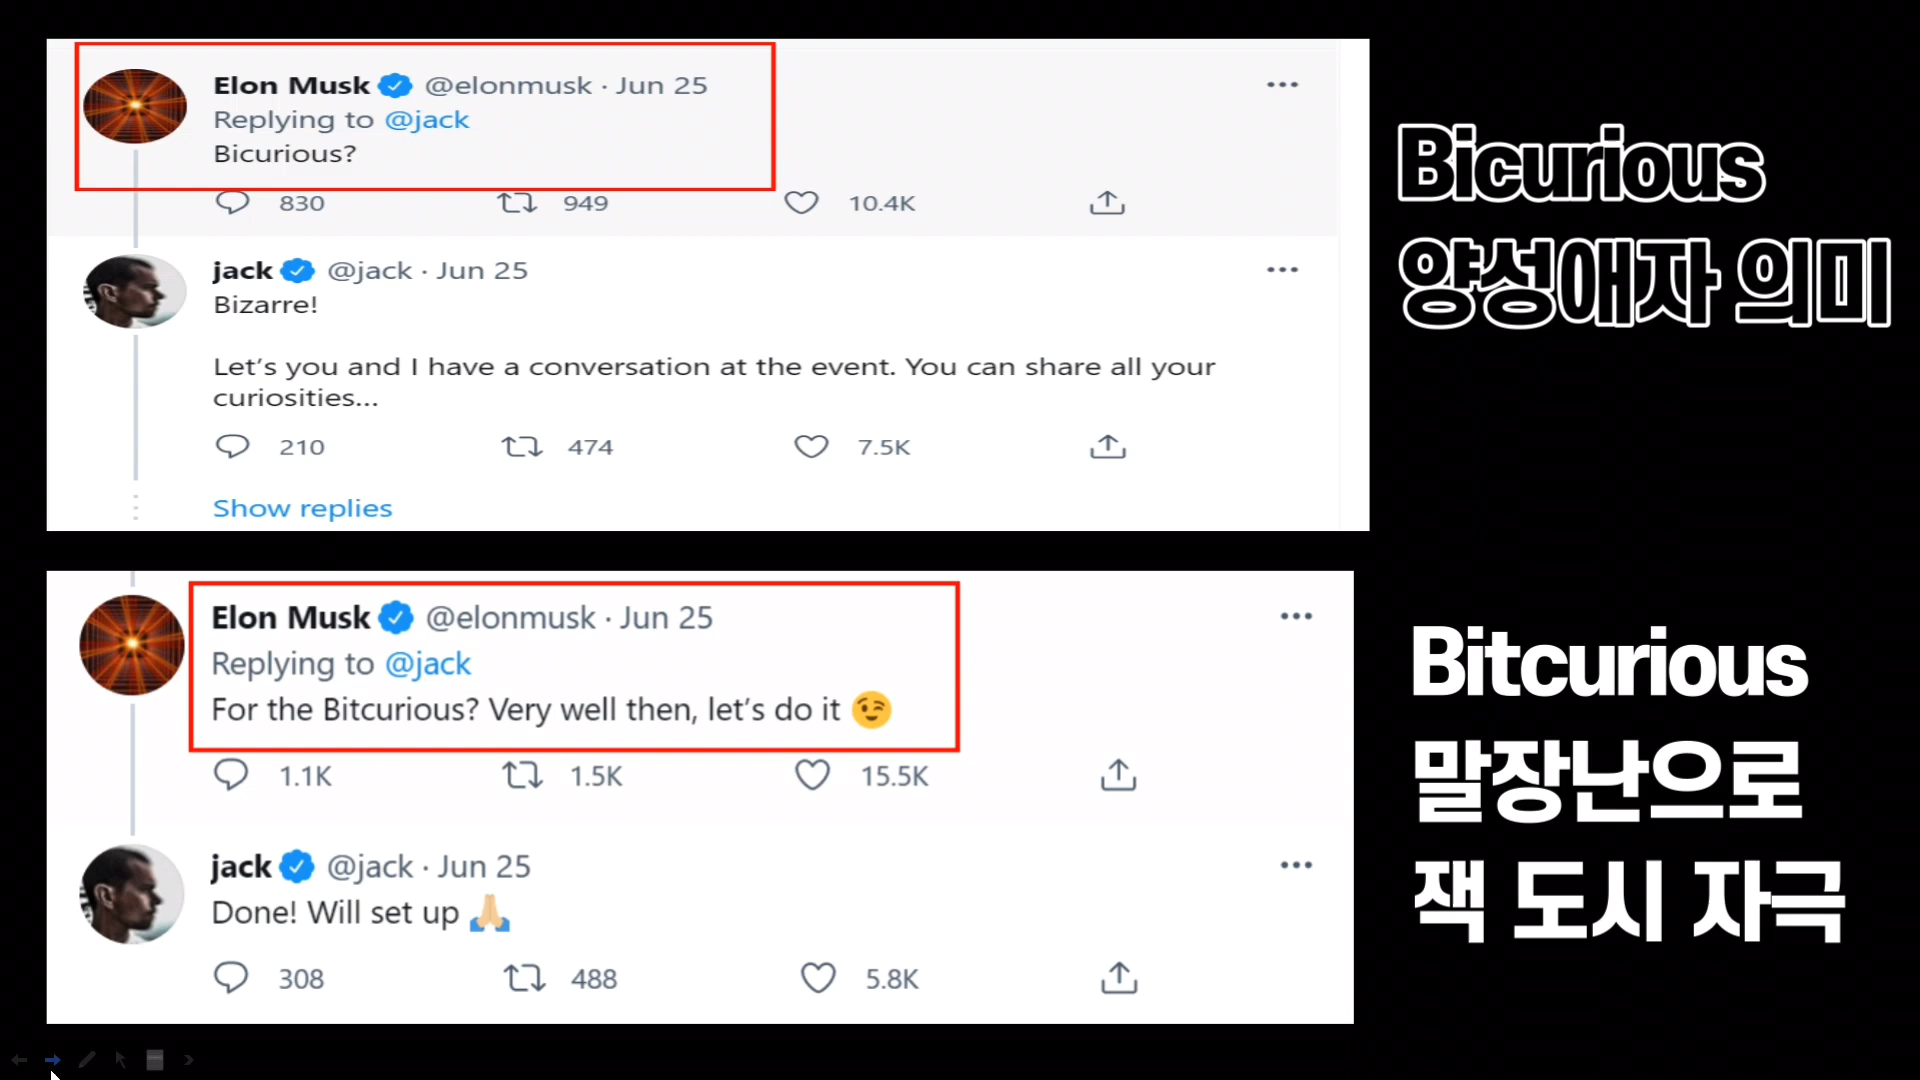 Elon Musk @elonmusk · Jun 25
Replying to @jack
Bicurious?
830 949 10.4K
jack @jack · Jun 25
Bizarre!
Let's you and I have a conversation at the event. You can share all your
curiosities...
210 474 7.5K
Show replies
Bicurious
양성애자 의미
Elon Musk @elonmusk · Jun 25
Replying to @jack
For the Bitcurious? Very well then, let's do it 😉
1.1K 1.5K 15.5K
jack @jack · Jun 25
Done! Will set up 🙏🏼
308 488 5.8K
Bitcurious
말장난으로
잭 도시 자극